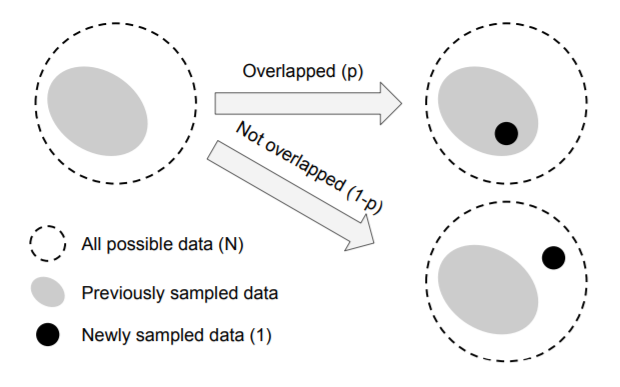 Overlapped (p)
Not overlapped (1-p)
All possible data (N)
Previously sampled data
Newly sampled data (1)